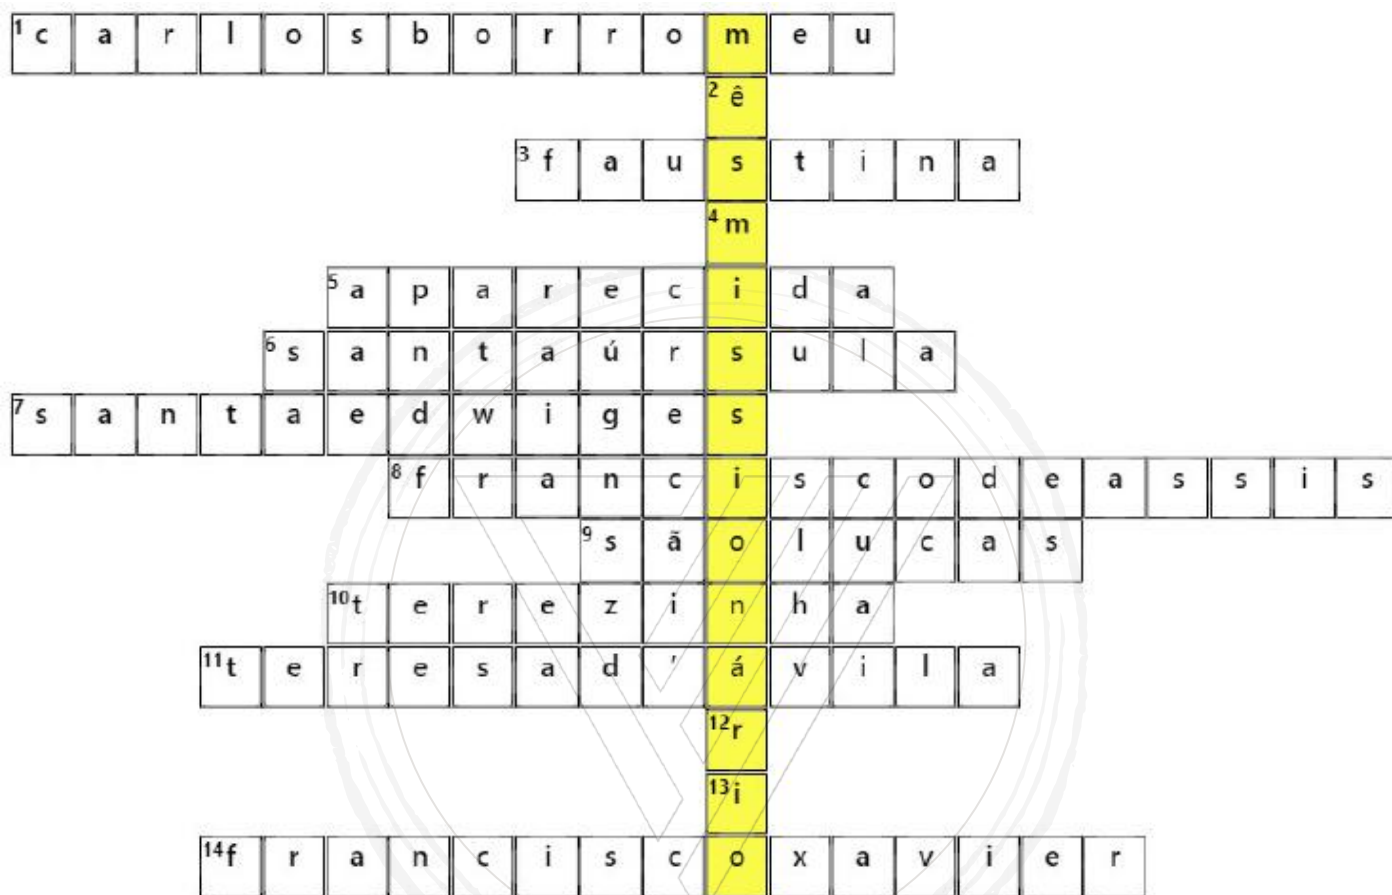 1 carlosborromeu
2 ê
3 faustina
4 m
5 aparecida
6 santaúrsula
7 santaedwiges
8 franciscodeassis
9 sãolucas
10 terezinha
11 teresad'ávila
12 r
13 i
14 franciscoxavier